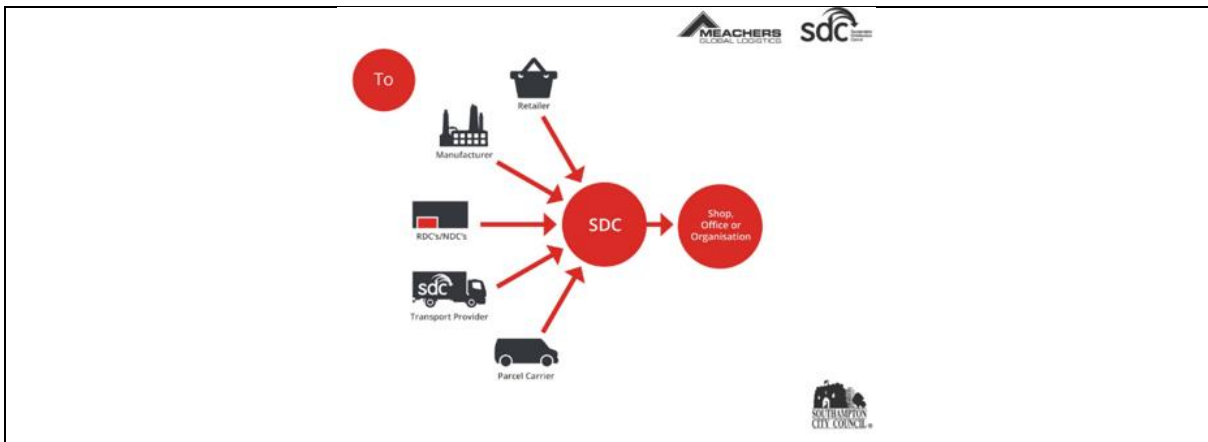 MEACHERS
GLOBAL LOGISTICS
sdc
To
Retailer
Manufacturer
SDC
Shop,
Office or
Organisation
RDC's/NDC's
sdc
Transport Provider
Parcel Carrier
SOUTHAMPTON
CITY COUNCIL